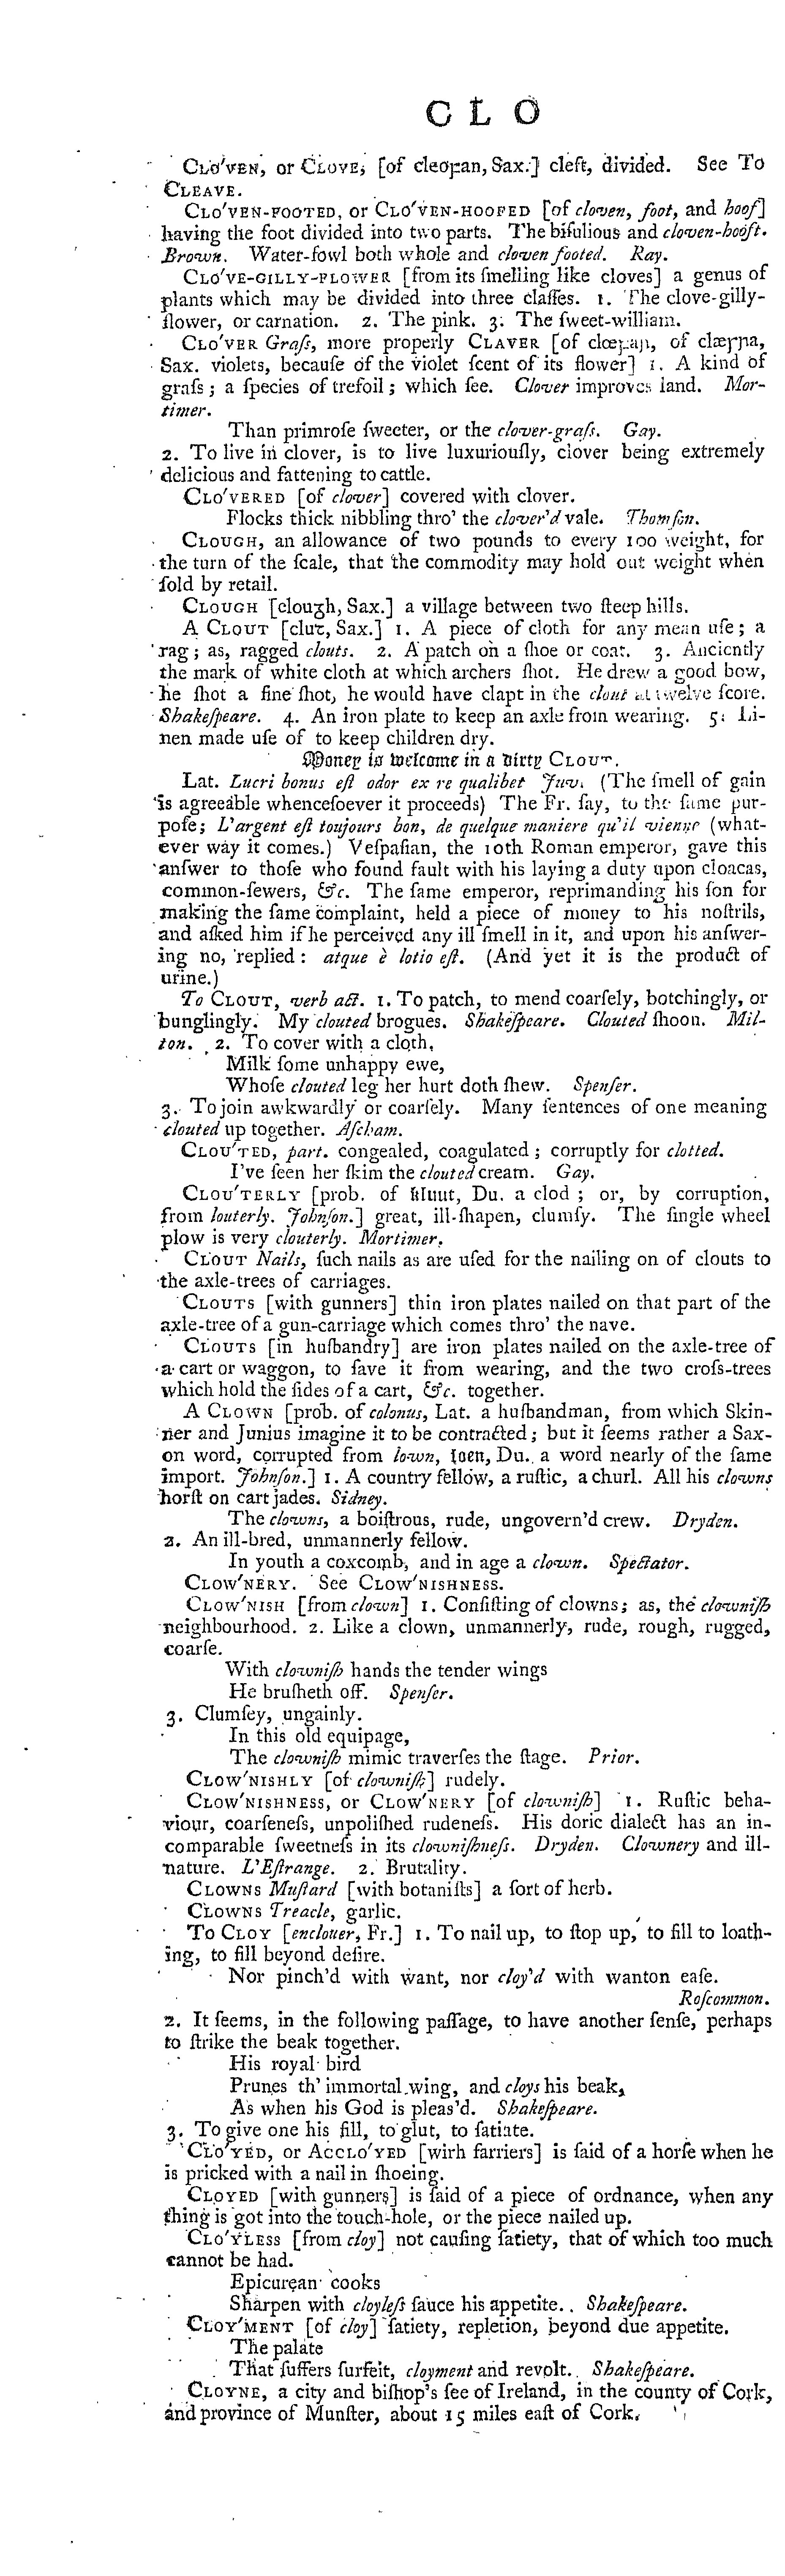 CLO
CLO'VEN, or CLOVE, [of cleoꝼan, Sax.] cleft, divided. See To
CLEAVE.
CLO'VEN-FOOTED, or CLO'VEN-HOOFED [of cloven, foot, and hoof]
having the foot divided into two parts. The bifulious and cloven-hooft.
Brown. Water-fowl both whole and cloven footed. Ray.
CLO'VE-GILLY-FLOWER [from its ſmelling like cloves] a genus of
plants which may be divided into three claſſes. 1. The clove-gilly-
flower, or carnation. 2. The pink. 3. The ſweet-william.
CLO'VER Graſs, more properly CLAVER [of clœꝼaꞃ, of clæꝼꞃa,
Sax. violets, becauſe of the violet ſcent of its flower] 1. A kind of
graſs; a ſpecies of trefoil; which ſee. Clover improves land. Mor-
timer.
Than primroſe ſweeter, or the clover-graſs. Gay.
2. To live in clover, is to live luxuriouſly, clover being extremely
delicious and fattening to cattle.
CLO'VERED [of clover] covered with clover.
Flocks thick nibbling thro' the clover'd vale. Thomſon.
CLOUGH, an allowance of two pounds to every 100 weight, for
the turn of the ſcale, that the commodity may hold out weight when
ſold by retail.
CLOUGH [clouᵹh, Sax.] a village between two ſteep hills.
A CLOUT [cluꞇ, Sax.] 1. A piece of cloth for any mean uſe; a
rag; as, ragged clouts. 2. A patch on a ſhoe or coat. 3. Anciently
the mark of white cloth at which archers ſhot. He drew a good bow,
he ſhot a fine ſhot, he would have clapt in the clout at twelve ſcore.
Shakeſpeare. 4. An iron plate to keep an axle from wearing. 5. Li-
nen made uſe of to keep children dry.
Money is welcome in a dirty CLOUT.
Lat. Lucri bonus eſt odor ex re qualibet Juv. (The ſmell of gain
is agreeable whenceſoever it proceeds) The Fr. ſay, to the ſame pur-
poſe; L'argent eſt toujours bon, de quelque maniere qu'il vienne (what-
ever way it comes.) Veſpaſian, the 10th Roman emperor, gave this
anſwer to thoſe who found fault with his laying a duty upon cloacas,
common-ſewers, &c. The ſame emperor, reprimanding his ſon for
making the ſame complaint, held a piece of money to his noſtrils,
and aſked him if he perceived any ill ſmell in it, and upon his anſwer-
ing no, replied: atque è lotio eſt. (And yet it is the product of
urine.)
To CLOUT, verb act. 1. To patch, to mend coarſely, botchingly, or
bunglingly. My clouted brogues. Shakeſpeare. Clouted ſhoon. Mil-
ton. 2. To cover with a cloth,
Milk ſome unhappy ewe,
Whoſe clouted leg her hurt doth ſhew. Spenſer.
3. To join awkwardly or coarſely. Many ſentences of one meaning
clouted up together. Aſcham.
CLOU'TED, part. congealed, coagulated; corruptly for clotted.
I've ſeen her ſkim the clouted cream. Gay.
CLOU'TERLY [prob. of kluut, Du. a clod; or, by corruption,
from louterly. Johnſon.] great, ill-ſhapen, clumſy. The ſingle wheel
plow is very clouterly. Mortimer.
CLOUT Nails, ſuch nails as are uſed for the nailing on of clouts to
the axle-trees of carriages.
CLOUTS [with gunners] thin iron plates nailed on that part of the
axle-tree of a gun-carriage which comes thro' the nave.
CLOUTS [in huſbandry] are iron plates nailed on the axle-tree of
a cart or waggon, to ſave it from wearing, and the two croſs-trees
which hold the ſides of a cart, &c. together.
A CLOWN [prob. of colonus, Lat. a huſbandman, from which Skin-
ner and Junius imagine it to be contracted; but it ſeems rather a Sax-
on word, corrupted from lown, loen, Du. a word nearly of the ſame
import. Johnſon.] 1. A country fellow, a ruſtic, a churl. All his clowns
horſt on cart jades. Sidney.
The clowns, a boiſtrous, rude, ungovern'd crew. Dryden.
2. An ill-bred, unmannerly fellow.
In youth a coxcomb, and in age a clown. Spectator.
CLOW'NERY. See CLOW'NISHNESS.
CLOW'NISH [from clown] 1. Conſiſting of clowns; as, the clowniſh
neighbourhood. 2. Like a clown, unmannerly, rude, rough, rugged,
coarſe.
With clowniſh hands the tender wings
He bruſheth off. Spenſer.
3. Clumſey, ungainly.
In this old equipage,
The clowniſh mimic traverſes the ſtage. Prior.
CLOW'NISHLY [of clowniſh] rudely.
CLOW'NISHNESS, or CLOW'NERY [of clowniſh] 1. Ruſtic beha-
viour, coarſeneſs, unpoliſhed rudeneſs. His doric dialect has an in-
comparable ſweetneſs in its clowniſhneſs. Dryden. Clownery and ill-
nature. L'Eſtrange. 2. Brutality.
CLOWNS Muſtard [with botaniſts] a ſort of herb.
CLOWNS Treacle, garlic.
To CLOY [enclouer, Fr.] 1. To nail up, to ſtop up, to fill to loath-
ing, to fill beyond deſire.
Nor pinch'd with want, nor cloy'd with wanton eaſe.
Roſcommon.
2. It ſeems, in the following paſſage, to have another ſenſe, perhaps
to ſtrike the beak together.
His royal bird
Prunes th' immortal wing, and cloys his beak,
As when his God is pleas'd. Shakeſpeare.
3. To give one his fill, to glut, to ſatiate.
CLO'YED, or ACCLO'YED [wirh farriers] is ſaid of a horſe when he
is pricked with a nail in ſhoeing.
CLOYED [with gunners] is ſaid of a piece of ordnance, when any
thing is got into the touch-hole, or the piece nailed up.
CLO'YLESS [from cloy] not cauſing ſatiety, that of which too much
cannot be had.
Epicurean cooks
Sharpen with cloyleſs ſauce his appetite. Shakeſpeare.
CLOY'MENT [of cloy] ſatiety, repletion, beyond due appetite.
The palate
That ſuffers ſurfeit, cloyment and revolt. Shakeſpeare.
CLOYNE, a city and biſhop's ſee of Ireland, in the county of Cork,
and province of Munſter, about 15 miles eaſt of Cork.